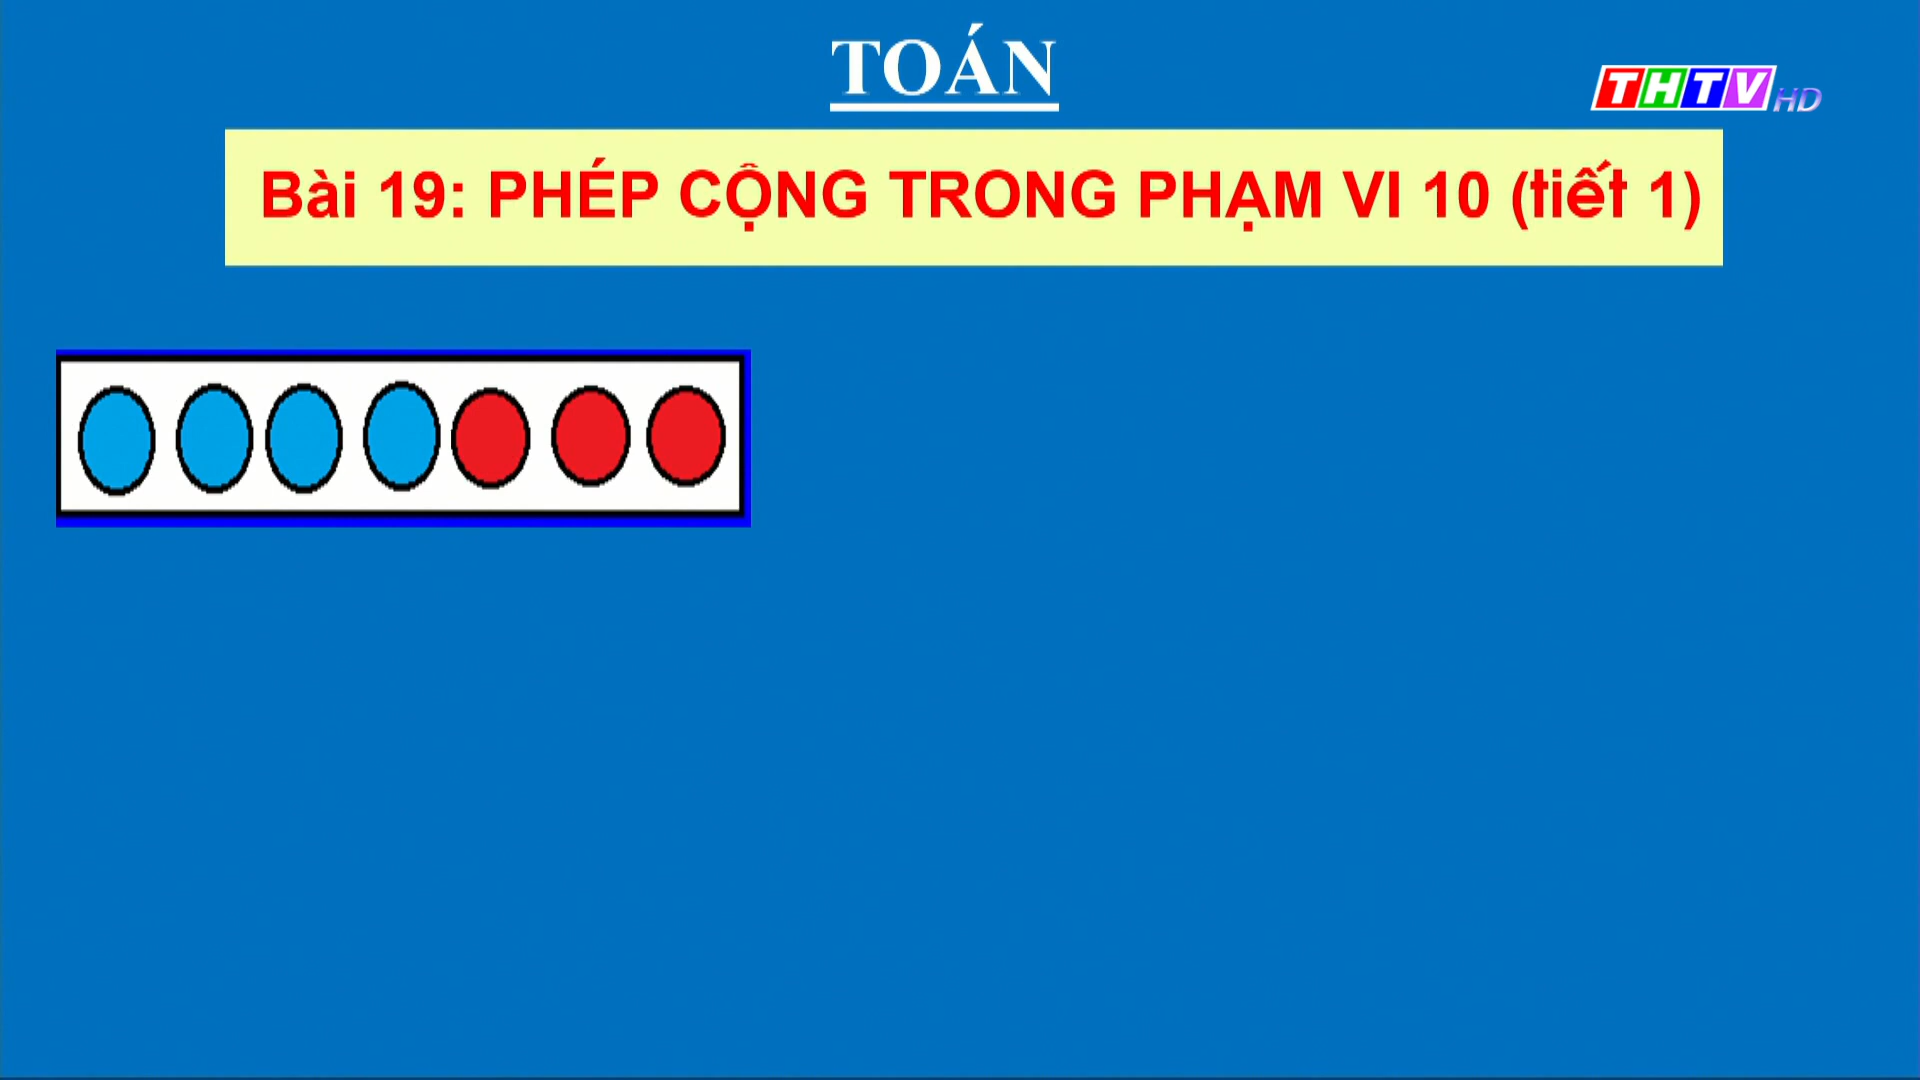 TOÁN
THTV HD
Bài 19: PHÉP CỘNG TRONG PHẠM VI 10 (tiết 1)